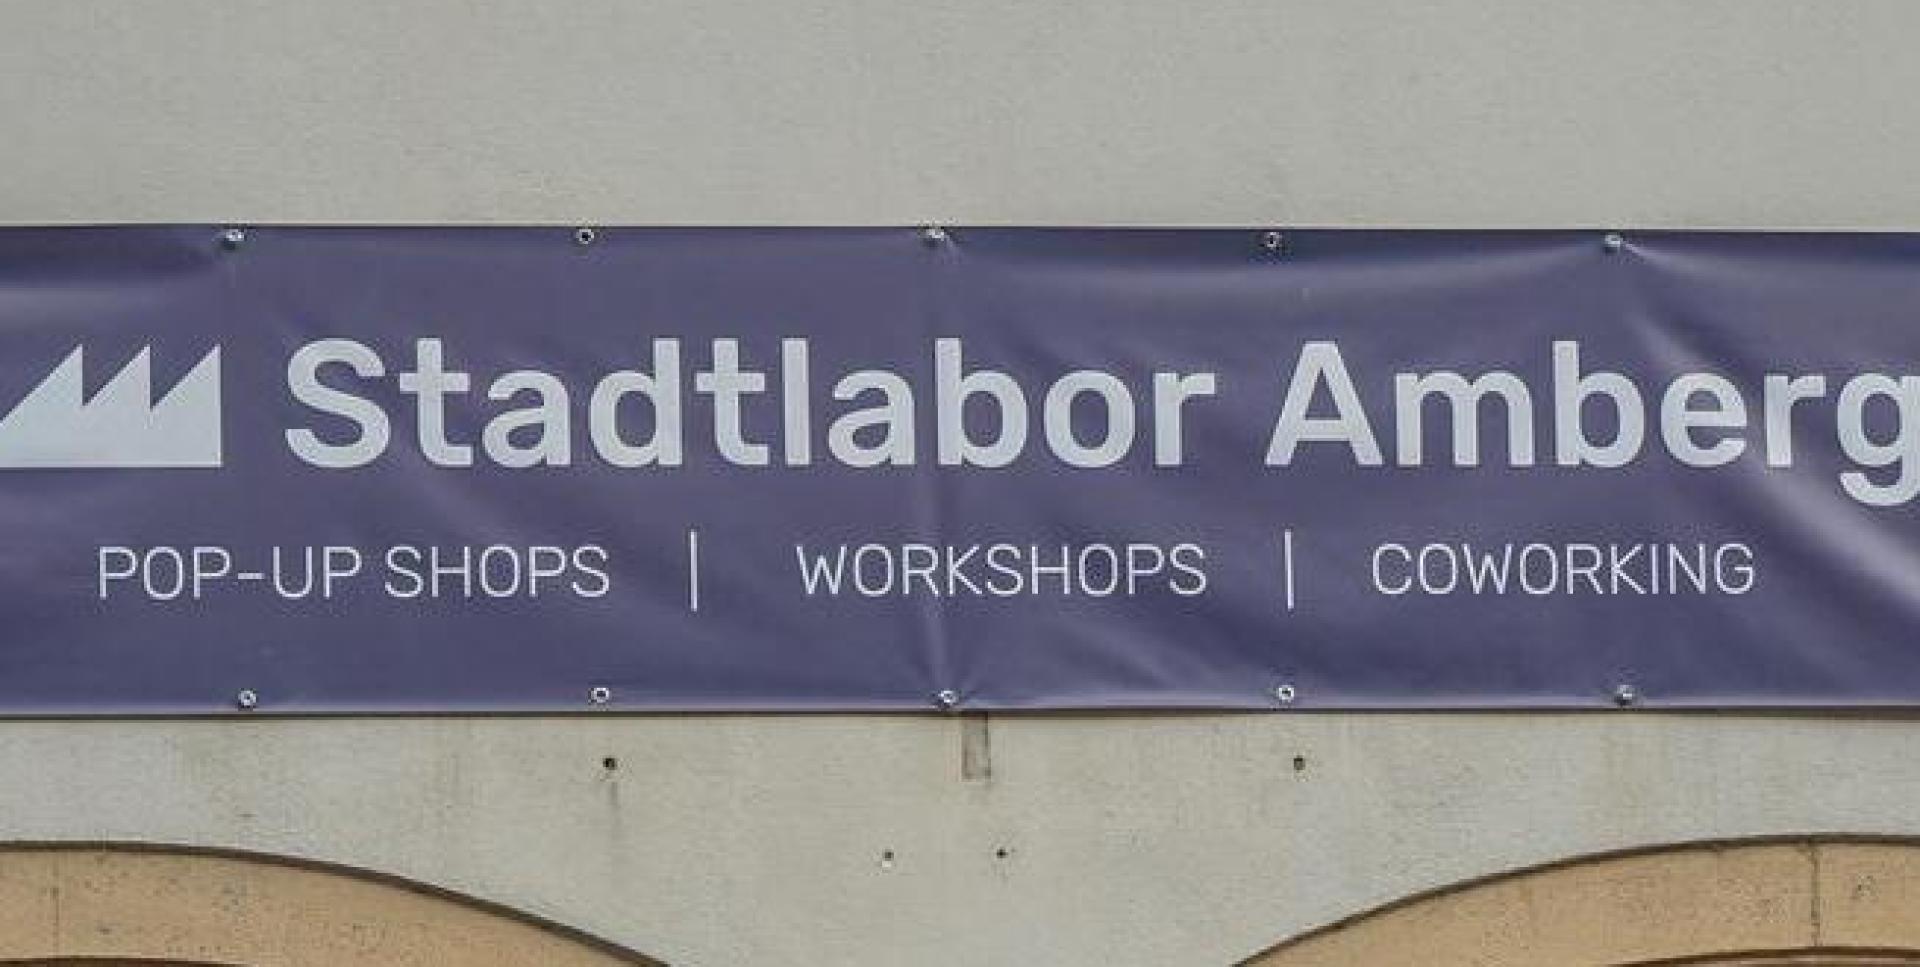 Stadtlabor Amberg
POP-UP SHOPS | WORKSHOPS | COWORKING